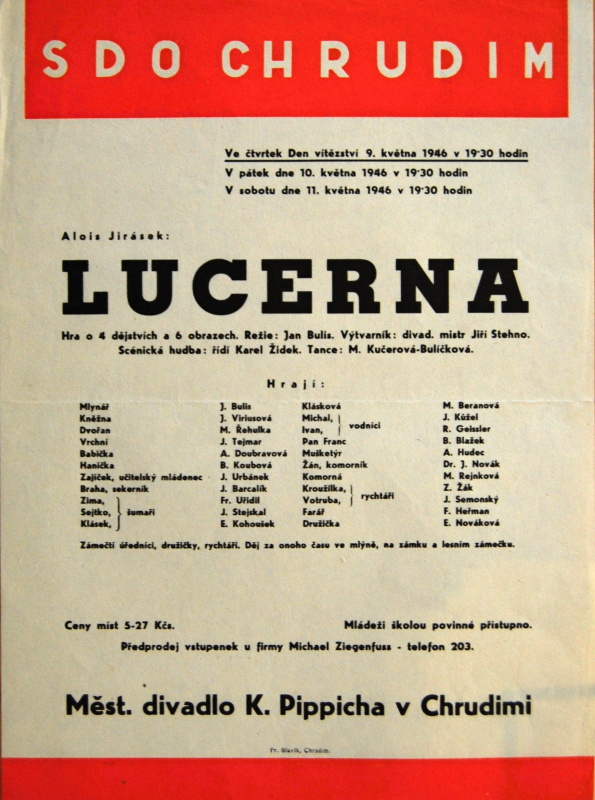 SDO CHRUDIM
Ve čtvrtek Den vítězství 9. května 1946 v 19·30 hodin
V pátek dne 10. května 1946 v 19·30 hodin
V sobotu dne 11. května 1946 v 19·30 hodin
Alois Jirásek:
LUCERNA
Hra o 4 dějstvích a 6 obrazech. Režie: Jan Bulis. Výtvarník: divad. mistr Jiří Stehno.
Scénická hudba: řídí Karel Židek. Tance: M. Kučerová-Bulíčková.
Hrají:
Mlynář J. Bulis Klásková M. Beranová
Kněžna J. Viriusová Michal, J. Kůžel
Dvořan M. Řehulka Ivan, vodníci R. Geissler
Vrchní J. Tejmar Pan Franc B. Blažek
Babička A. Doubravová Mušketýr A. Hudec
Hanička B. Koubová Žán, komorník Dr. J. Novák
Zajíček, učitelský mládenec J. Urbánek Komorná M. Rejnková
Braha, sekerník J. Barcalík Kroužilka, Z. Žák
Zima, Fr. Uřidil Votruba, rychtáři J. Semonský
Sejtko, šumaři J. Stejskal Farář F. Heřman
Klásek, E. Kohoušek Družička E. Nováková
Zámečtí úředníci, družičky, rychtáři. Děj za onoho času ve mlýně, na zámku a lesním zámečku.
Ceny míst 5-27 Kčs. Mládeži školou povinné přístupno.
Předprodej vstupenek u firmy Michael Ziegenfuss - telefon 203.
Měst. divadlo K. Pippicha v Chrudimi
Fr. Slavík, Chrudim.